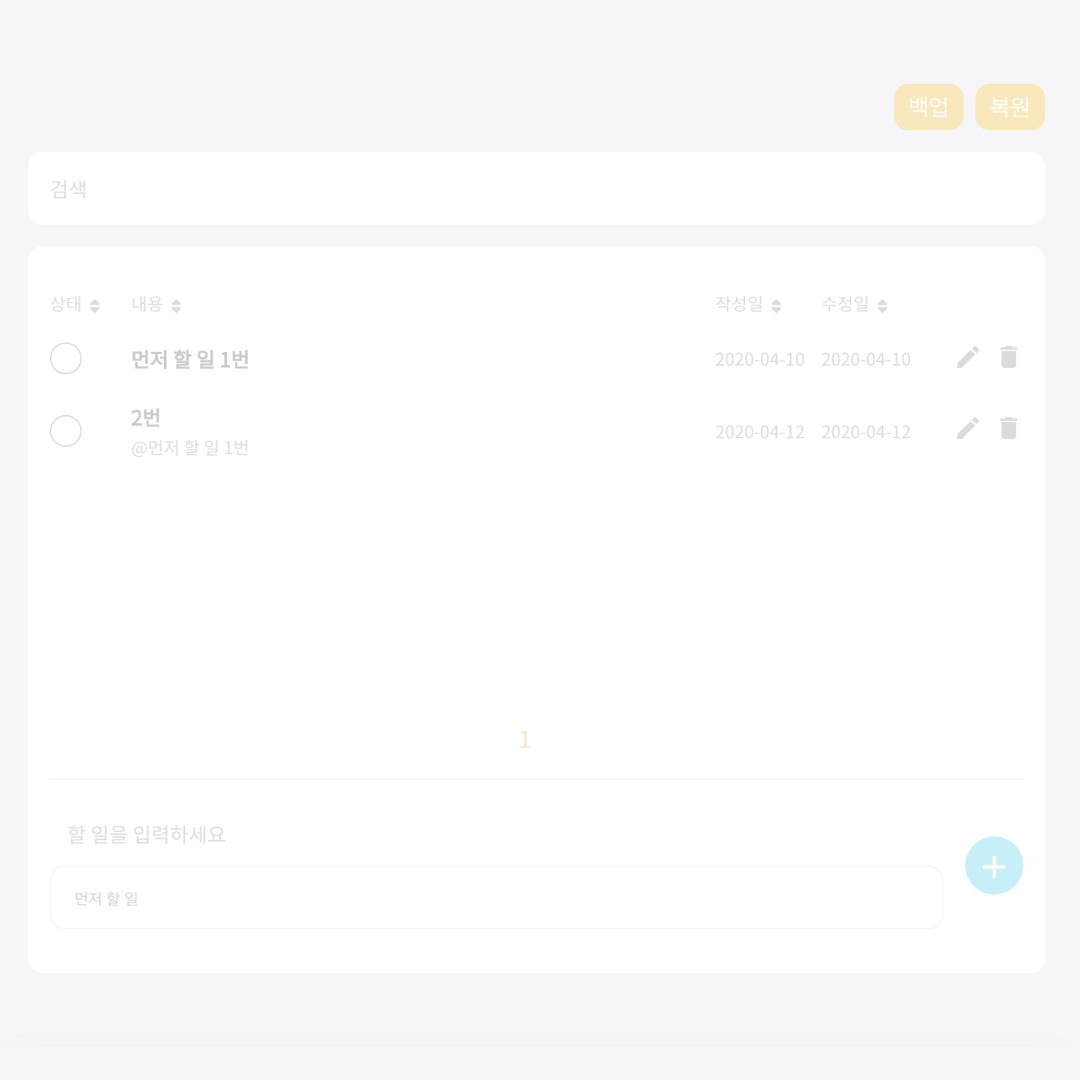 백업 복원
검색
상태 내용 작성일 수정일
먼저 할 일 1번 2020-04-10 2020-04-10
2번
@먼저 할 일 1번 2020-04-12 2020-04-12
1
할 일을 입력하세요
먼저 할 일